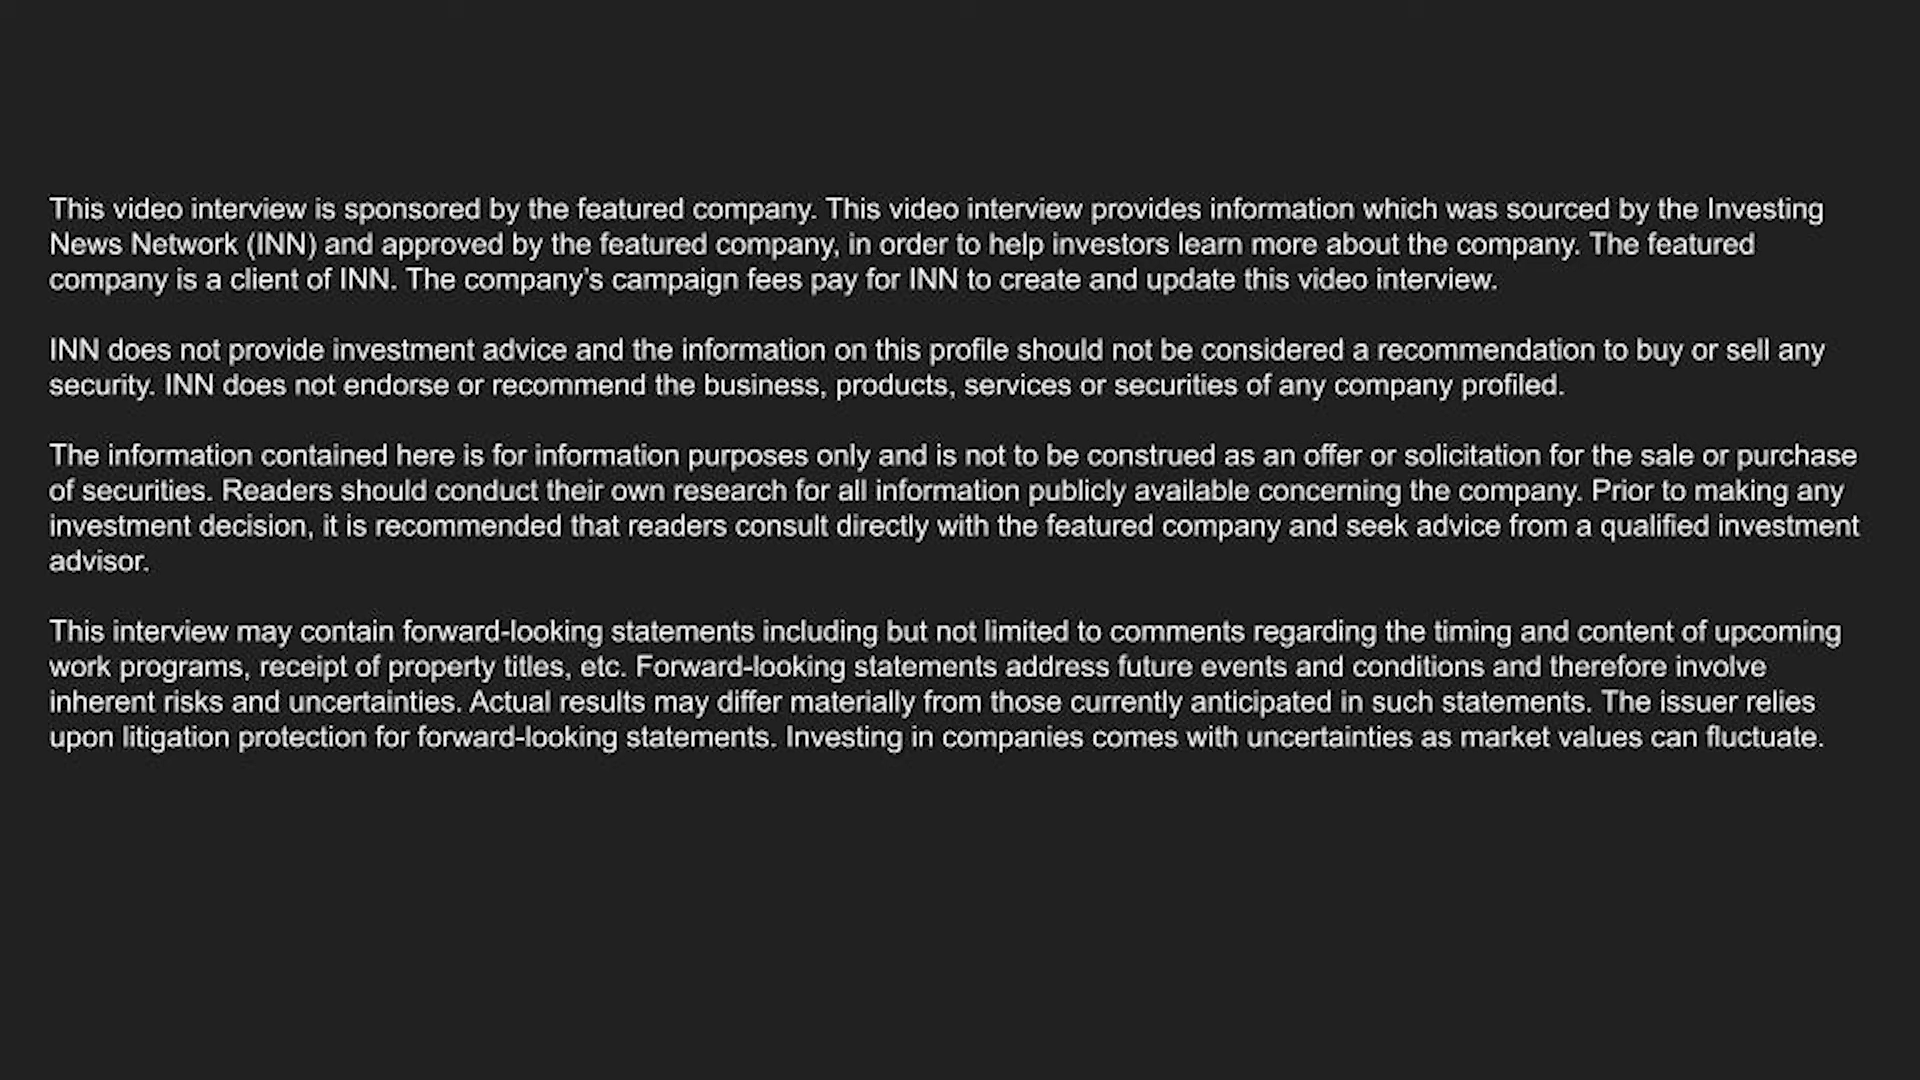 This video interview is sponsored by the featured company. This video interview provides information which was sourced by the Investing
News Network (INN) and approved by the featured company, in order to help investors learn more about the company. The featured
company is a client of INN. The company's campaign fees pay for INN to create and update this video interview.
INN does not provide investment advice and the information on this profile should not be considered a recommendation to buy or sell any
security. INN does not endorse or recommend the business, products, services or securities of any company profiled.
The information contained here is for information purposes only and is not to be construed as an offer or solicitation for the sale or purchase
of securities. Readers should conduct their own research for all information publicly available concerning the company. Prior to making any
investment decision, it is recommended that readers consult directly with the featured company and seek advice from a qualified investment
advisor.
This interview may contain forward-looking statements including but not limited to comments regarding the timing and content of upcoming
work programs, receipt of property titles, etc. Forward-looking statements address future events and conditions and therefore involve
inherent risks and uncertainties. Actual results may differ materially from those currently anticipated in such statements. The issuer relies
upon litigation protection for forward-looking statements. Investing in companies comes with uncertainties as market values can fluctuate.